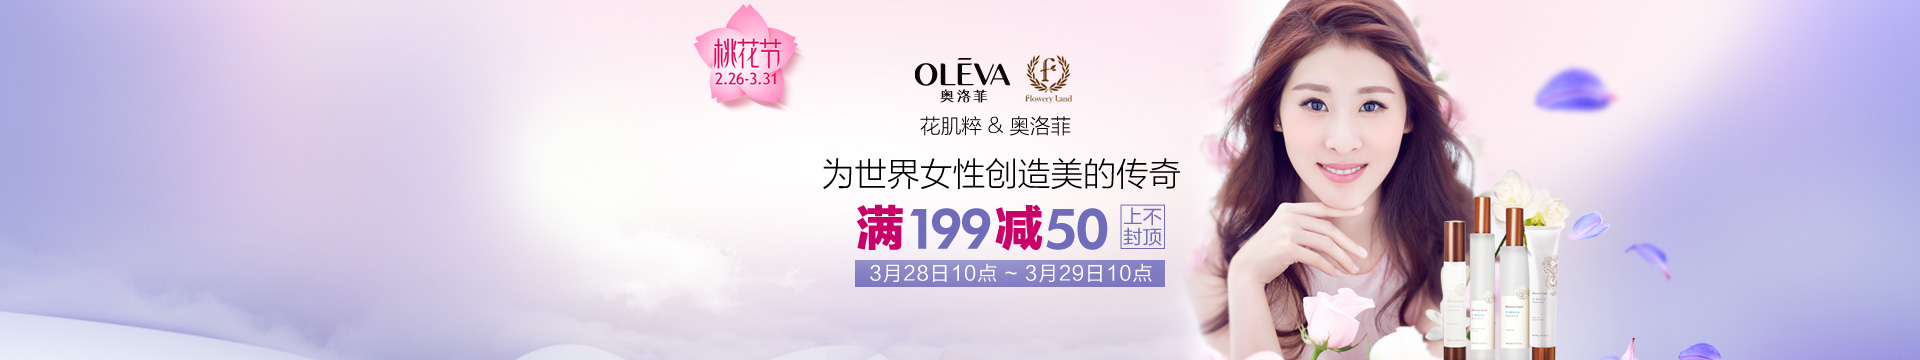 桃花节
2.26-3.31
OLĒVA
奥洛菲
Flowery Land
花肌粹 & 奥洛菲
为世界女性创造美的传奇
满199减50
上不
封顶
3月28日10点 ~ 3月29日10点